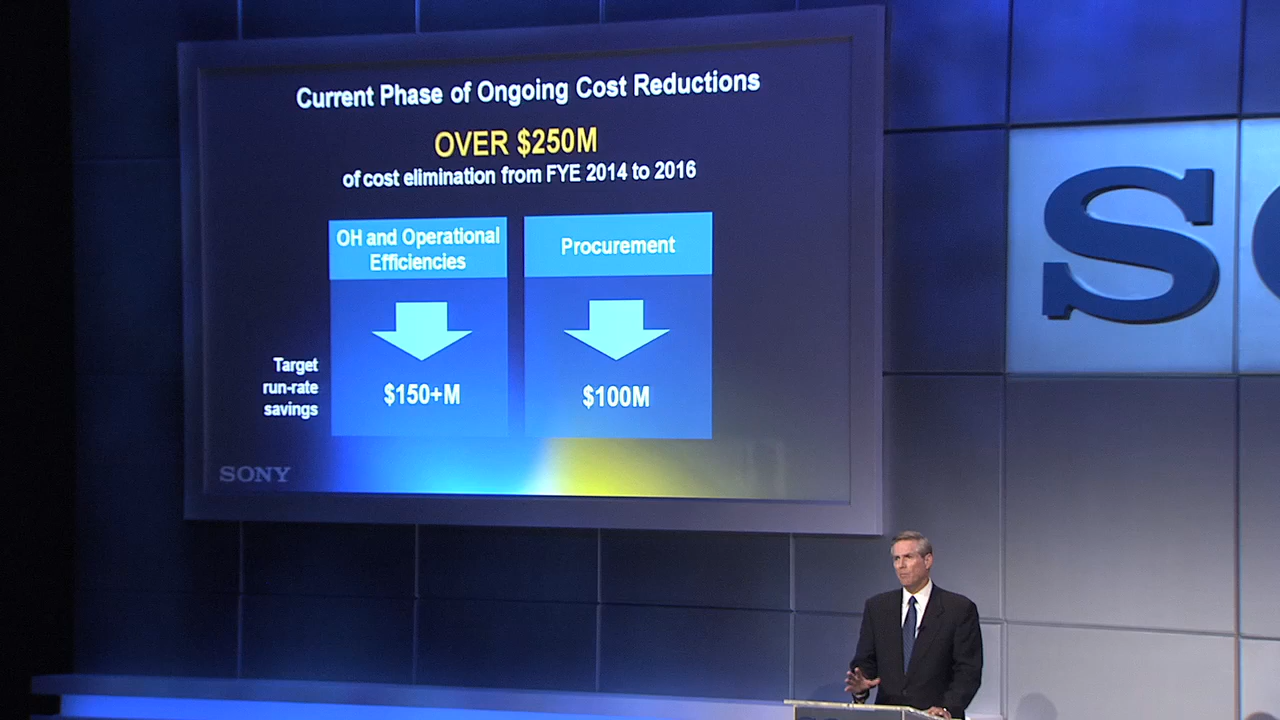 Current Phase of Ongoing Cost Reductions
OVER $250M
of cost elimination from FYE 2014 to 2016
OH and Operational
Efficiencies
Procurement
Target
run-rate
savings
$150+M
$100M
SONY
S